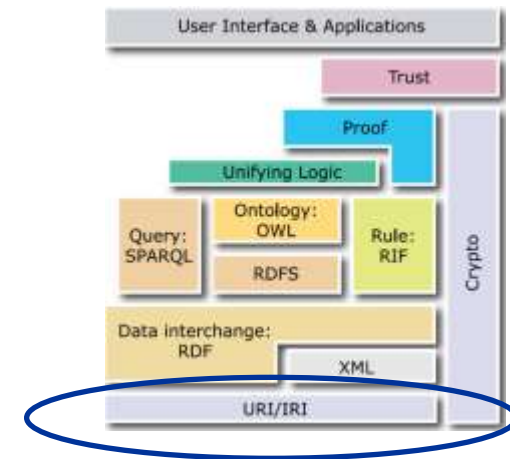 User Interface & Applications
Trust
Proof
Unifying Logic
Query:
SPARQL
Ontology:
OWL
RDFS
Rule:
RIF
Crypto
Data interchange:
RDF
XML
URI/IRI